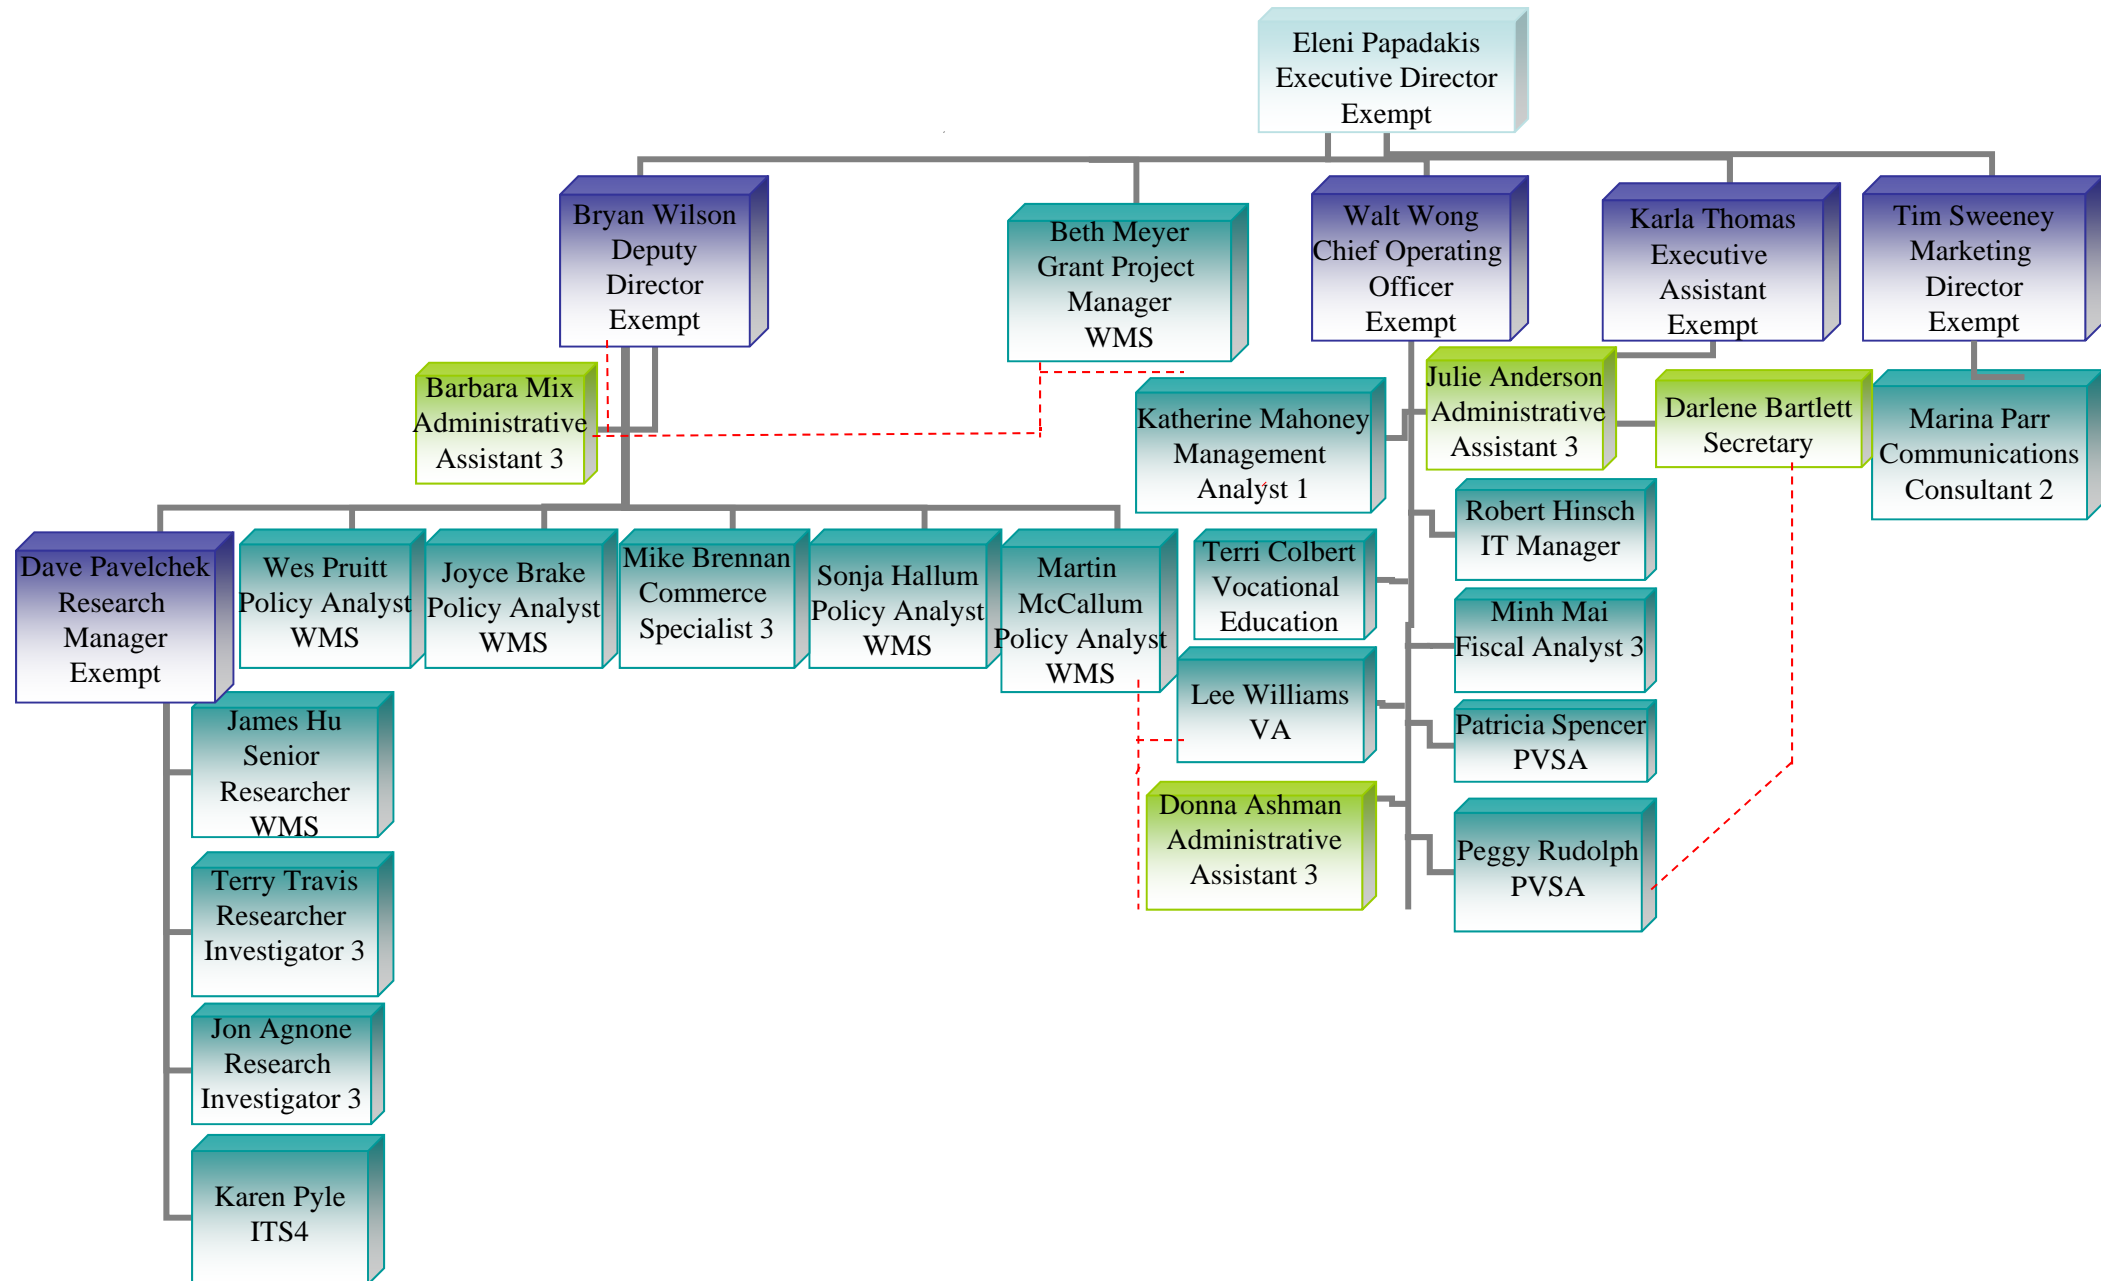 Eleni Papadakis
Executive Director
Exempt
Bryan Wilson
Deputy
Director
Exempt
Beth Meyer
Grant Project
Manager
WMS
Walt Wong
Chief Operating
Officer
Exempt
Karla Thomas
Executive
Assistant
Exempt
Tim Sweeney
Marketing
Director
Exempt
Barbara Mix
Administrative
Assistant 3
Katherine Mahoney
Management
Analyst 1
Julie Anderson
Administrative
Assistant 3
Darlene Bartlett
Secretary
Marina Parr
Communications
Consultant 2
Dave Pavelchek
Research
Manager
Exempt
Wes Pruitt
Policy Analyst
WMS
Joyce Brake
Policy Analyst
WMS
Mike Brennan
Commerce
Specialist 3
Sonja Hallum
Policy Analyst
WMS
Martin
McCallum
Policy Analyst
WMS
Terri Colbert
Vocational
Education
Robert Hinsch
IT Manager
Minh Mai
Fiscal Analyst 3
Lee Williams
VA
Patricia Spencer
PVSA
Donna Ashman
Administrative
Assistant 3
Peggy Rudolph
PVSA
James Hu
Senior
Researcher
WMS
Terry Travis
Researcher
Investigator 3
Jon Agnone
Research
Investigator 3
Karen Pyle
ITS4